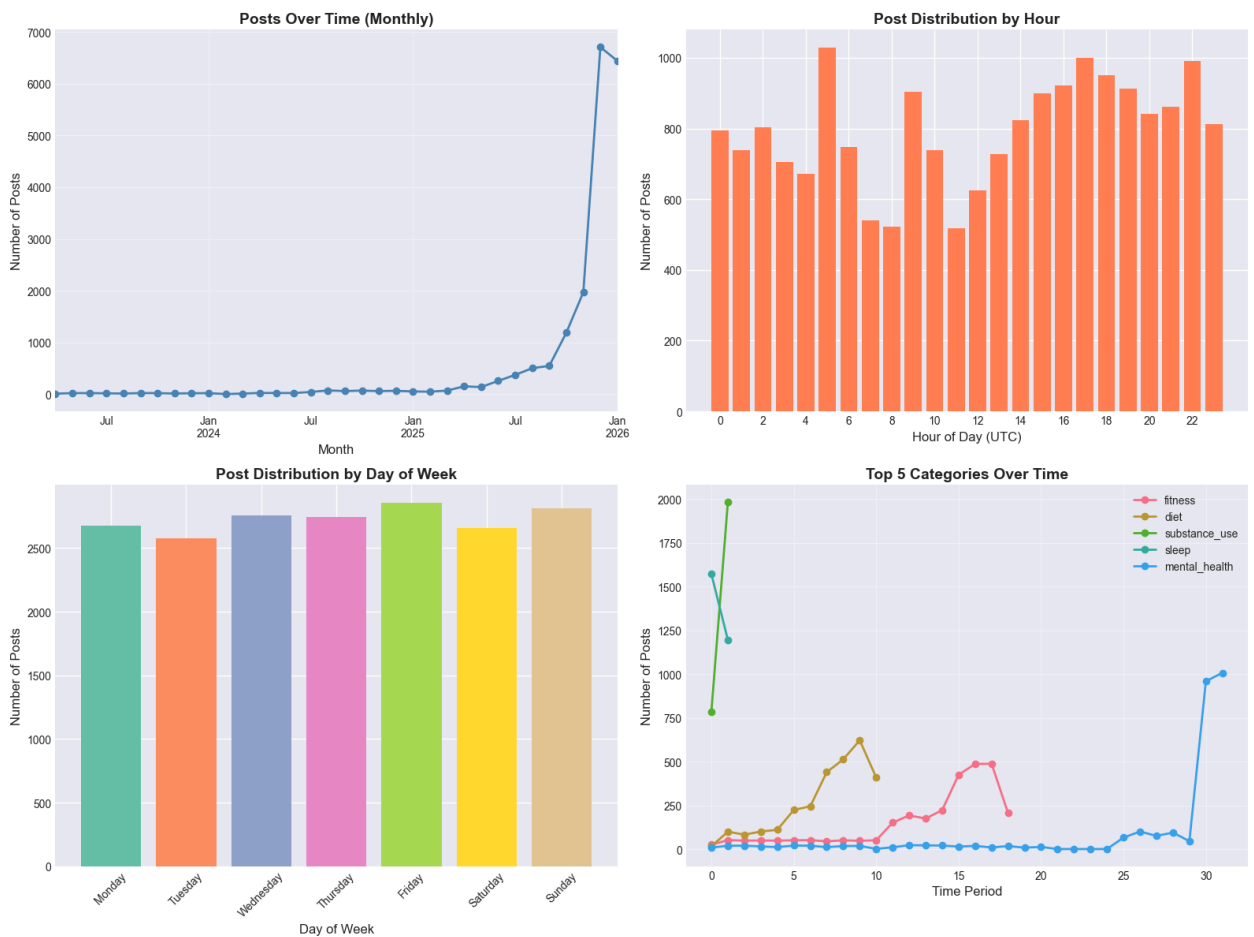 Posts Over Time (Monthly)
7000
6000
5000
4000
3000
2000
1000
0
Number of Posts
Jul
Jan
2024
Jul
Jan
2025
Jul
Jan
2026
Month
Post Distribution by Hour
1000
800
600
400
200
0
Number of Posts
0 2 4 6 8 10 12 14 16 18 20 22
Hour of Day (UTC)
Post Distribution by Day of Week
2500
2000
1500
1000
500
0
Number of Posts
Monday
Tuesday
Wednesday
Thursday
Friday
Saturday
Sunday
Day of Week
Top 5 Categories Over Time
2000
1750
1500
1250
1000
750
500
250
0
Number of Posts
fitness
diet
substance_use
sleep
mental_health
0 5 10 15 20 25 30
Time Period